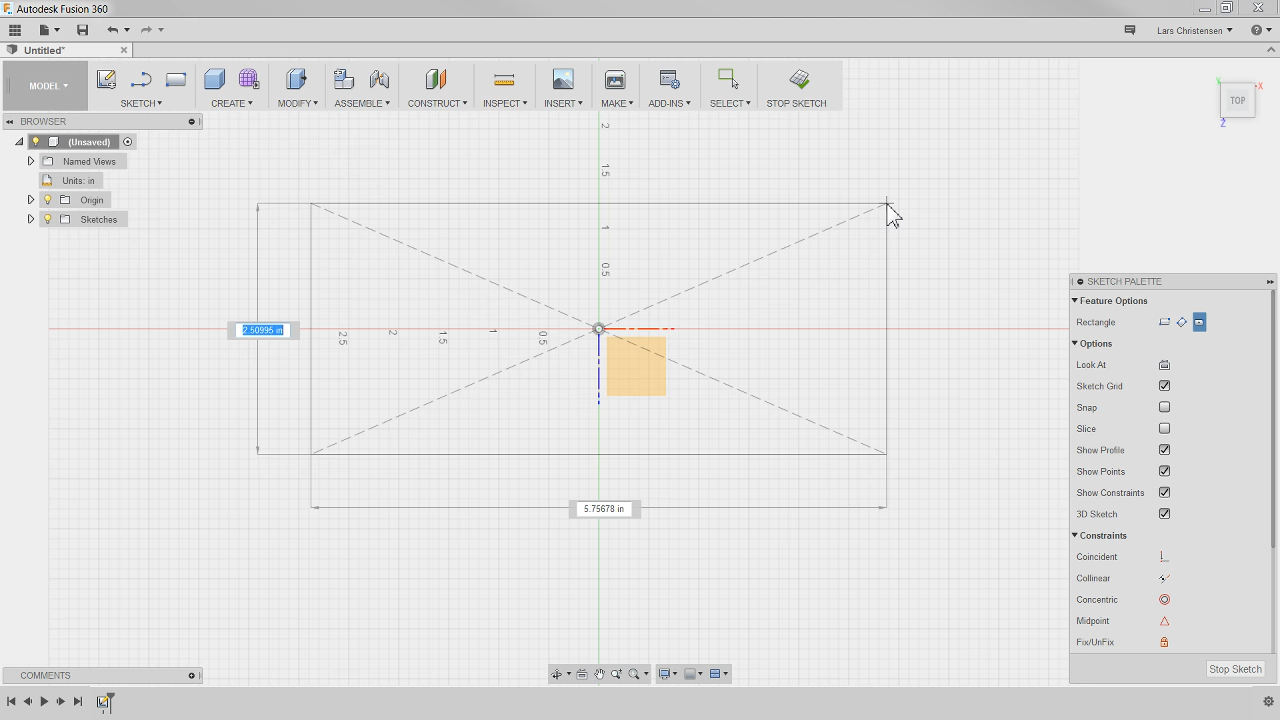 Autodesk Fusion 360
Lars Christensen
Untitled*
MODEL
SKETCH
CREATE
MODIFY
ASSEMBLE
CONSTRUCT
INSPECT
INSERT
MAKE
ADD-INS
SELECT
STOP SKETCH
TOP
X
Y
Z
BROWSER
(Unsaved)
Named Views
Units: in
Origin
Sketches
2
1.5
1
0.5
2.5
2
1.5
1
0.5
2.50995 in
5.75678 in
SKETCH PALETTE
Feature Options
Rectangle
Options
Look At
Sketch Grid
Snap
Slice
Show Profile
Show Points
Show Constraints
3D Sketch
Constraints
Coincident
Collinear
Concentric
Midpoint
Fix/UnFix
Stop Sketch
COMMENTS